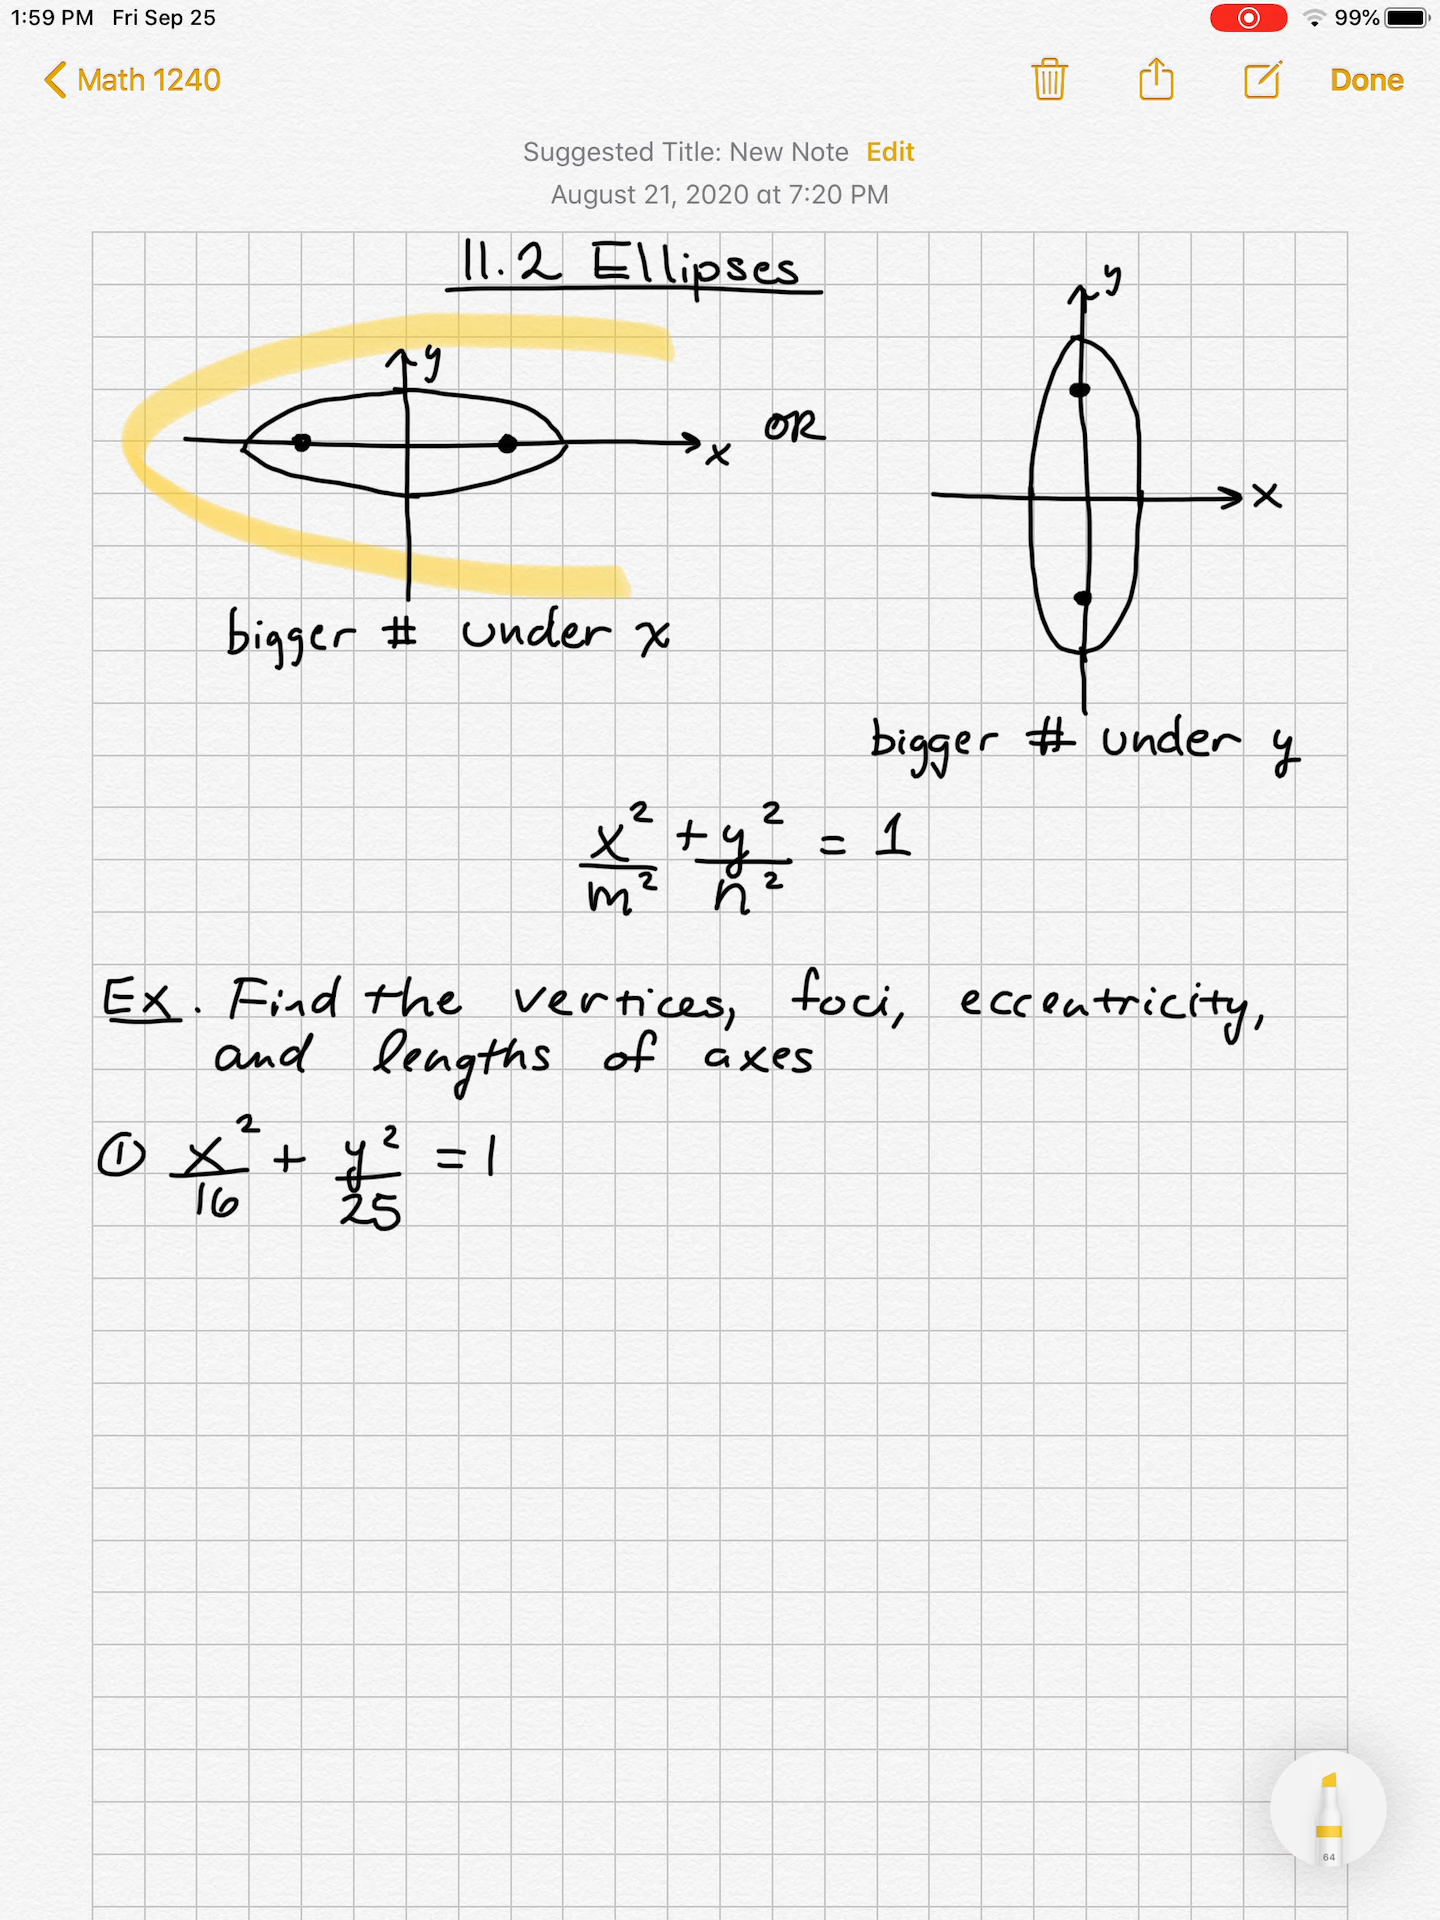 1:59 PM Fri Sep 25 99%
Math 1240 Done
Suggested Title: New Note Edit
August 21, 2020 at 7:20 PM
11.2 Ellipses
y
y
OR
x
x
bigger # under x
bigger # under y
x² + y² = 1
m² n²
Ex. Find the vertices, foci, eccentricity,
and lengths of axes
① x² + y² = 1
16 25
64